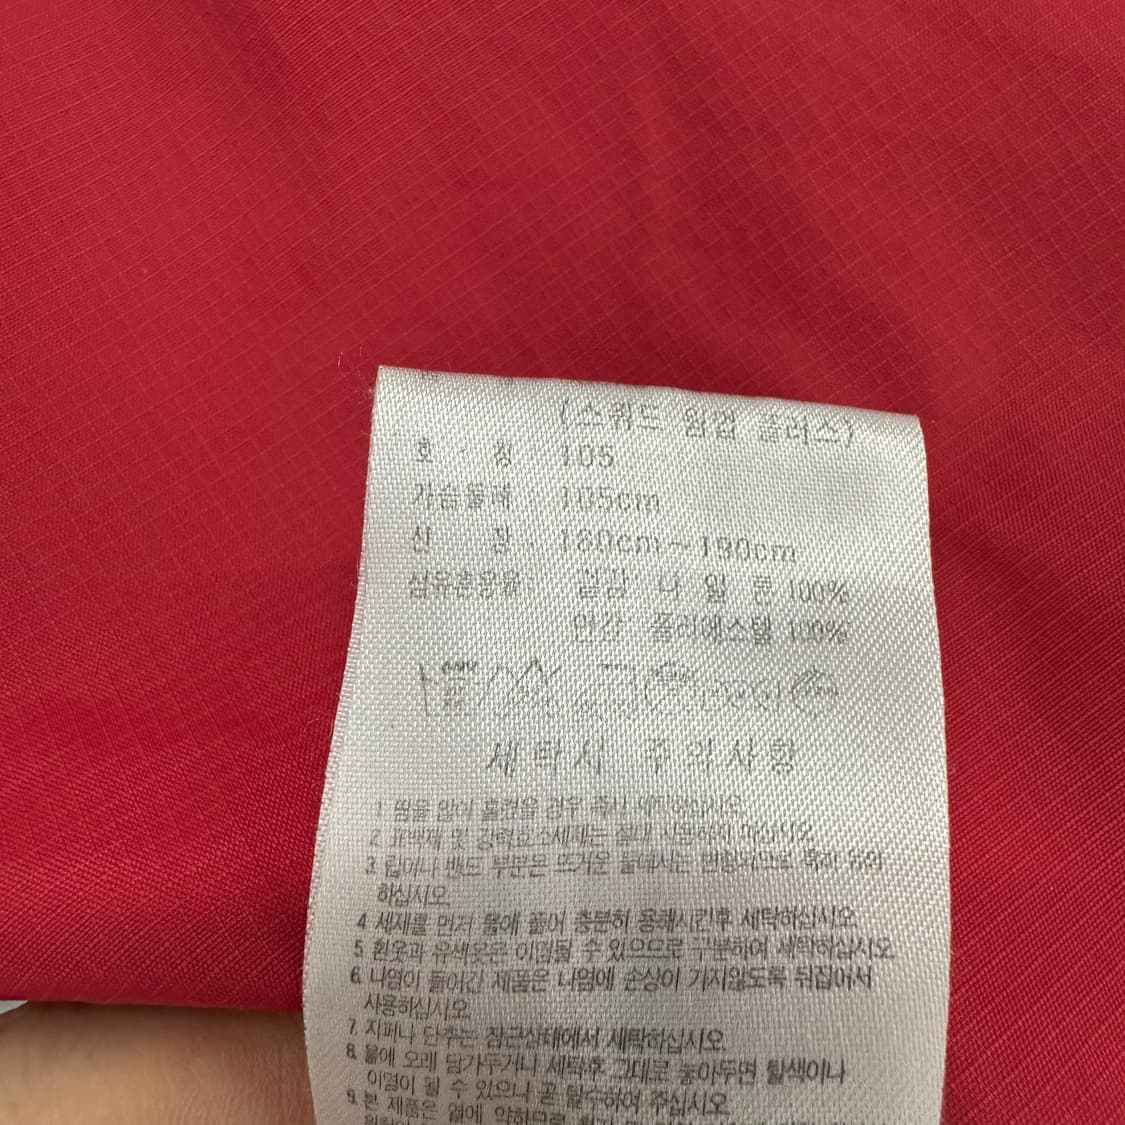 (스워드 웜업 플러스)
호 칭 105
가슴둘레 105cm
신 장 180cm~190cm
섬유혼용율 겉감 나 일 론 100%
안감 폴리에스텔 100%
세탁시 주의사항
1 땀을 많이 흘렸을 경우 즉시 세탁하십시오
2 표백제 및 강력효소세제는 절대 사용하지 마십시오
3. 립이나 밴드 부분은 뜨거운 물에서는 변형되므로 특히 유의
하십시오
4 세제를 먼저 물에 풀어 충분히 용해시킨후 세탁하십시오
5 흰옷과 유색옷은 이염될 수 있으므로 구분하여 세탁하십시오
6. 나염이 들어간 제품은 나염에 손상이 가지않도록 뒤집어서
사용하십시오
7. 지퍼나 단추는 잠근상태에서 세탁하십시오
8. 물에 오래 담가두거나 세탁후 그대로 놓아두면 탈색이나
이염이 될 수 있으니 곧 탈수하여 주십시오
9. 본 제품은 열에 약하므로